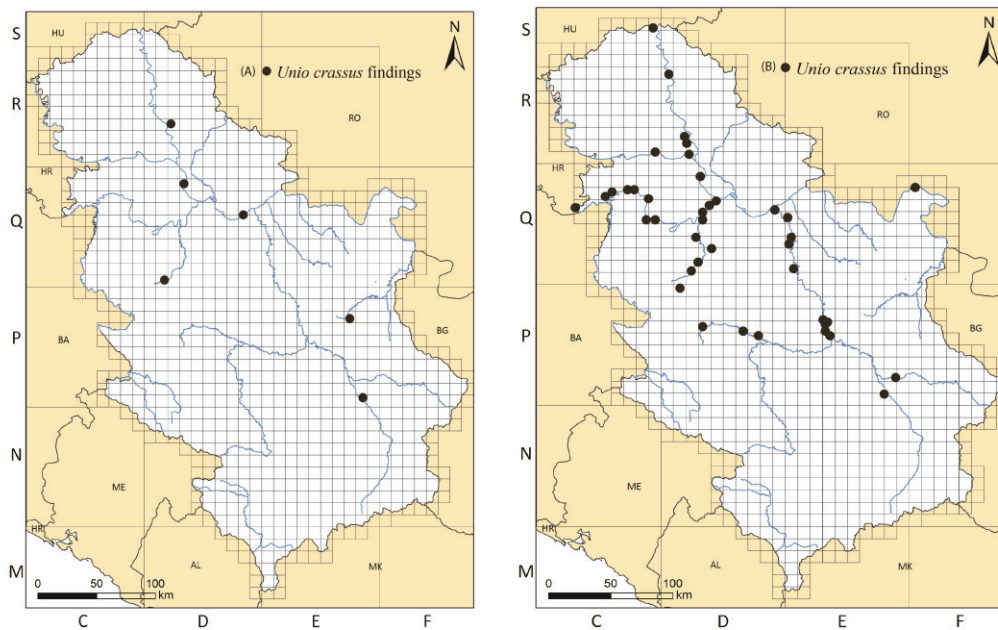 S
R
Q
P
N
M
HU
HR
BA
ME
HR
AL
MK
BG
RO
N
(A) Unio crassus findings
0 50 100
km
C D E F
S
R
Q
P
N
M
HU
HR
BA
ME
HR
AL
MK
BG
RO
N
(B) Unio crassus findings
0 50 100
km
C D E F